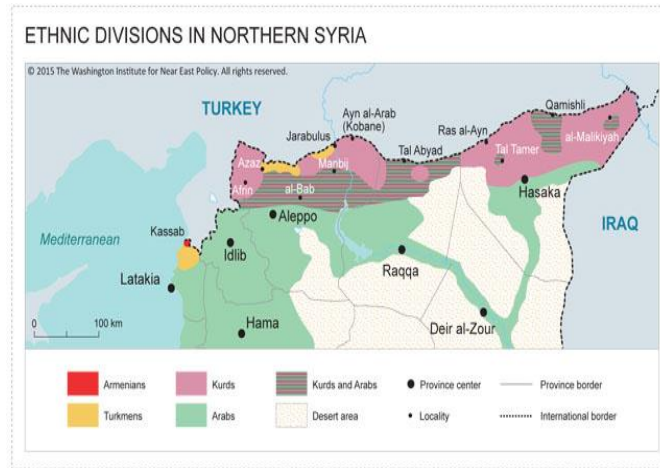 ETHNIC DIVISIONS IN NORTHERN SYRIA
© 2015 The Washington Institute for Near East Policy. All rights reserved.
TURKEY
Qamishli
Ayn al-Arab
(Kobane)
Jarabulus
Ras al-Ayn
al-Malikiyah
Tal Abyad
Azaz
Manbij
Tal Tamer
Afrin
al-Bab
Hasaka
Aleppo
IRAQ
Kassab
Mediterranean
Idlib
Raqqa
Latakia
0 100 km
Hama
Deir al-Zour
Armenians Kurds Kurds and Arabs Province center Province border
Turkmens Arabs Desert area Locality International border